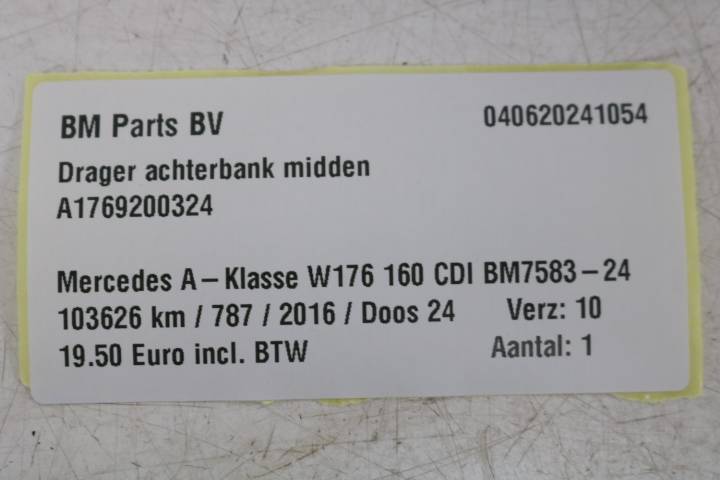 BM Parts BV 040620241054
Drager achterbank midden
A1769200324
Mercedes A-Klasse W176 160 CDI BM7583-24
103626 km / 787 / 2016 / Doos 24 Verz: 10
19.50 Euro incl. BTW Aantal: 1